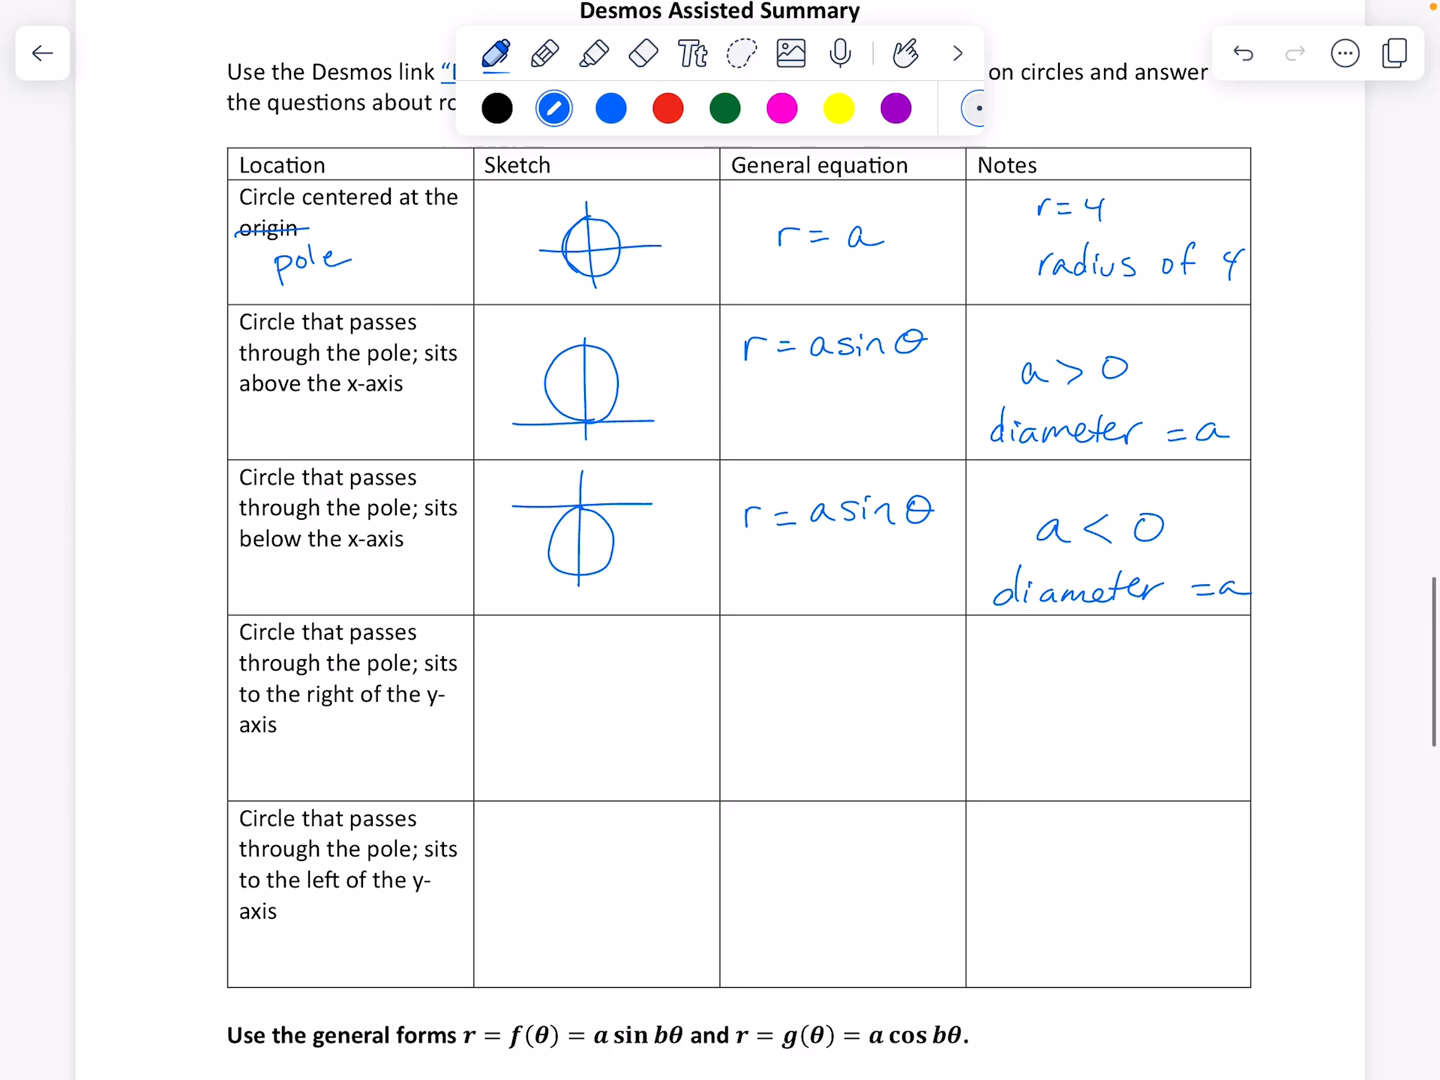 Desmos Assisted Summary
Tt
Use the Desmos link on circles and answer
the questions about
Location Sketch General equation Notes
Circle centered at the
origin
pole
r = a
r = 4
radius of 4
Circle that passes
through the pole; sits
above the x-axis
r = a sin θ
a > 0
diameter = a
Circle that passes
through the pole; sits
below the x-axis
r = a sin θ
a < 0
diameter = a
Circle that passes
through the pole; sits
to the right of the y-
axis
Circle that passes
through the pole; sits
to the left of the y-
axis
Use the general forms r = f(θ) = a sin bθ and r = g(θ) = a cos bθ.